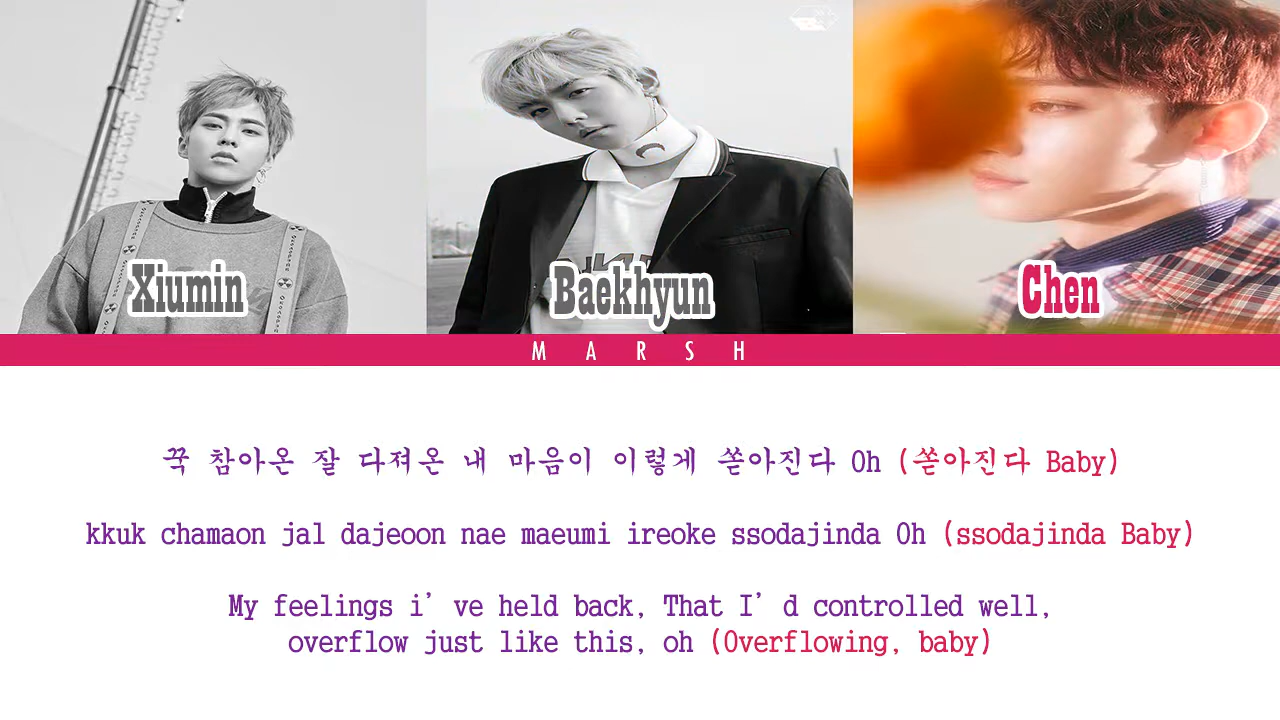 Xiumin
Baekhyun
Chen
MARSH
꾹 참아온 잘 다져온 내 마음이 이렇게 쏟아진다 Oh (쏟아진다 Baby)
kkuk chamaon jal dajeoon nae maeumi ireoke ssodajinda Oh (ssodajinda Baby)
My feelings i've held back, That I'd controlled well,
overflow just like this, oh (Overflowing, baby)